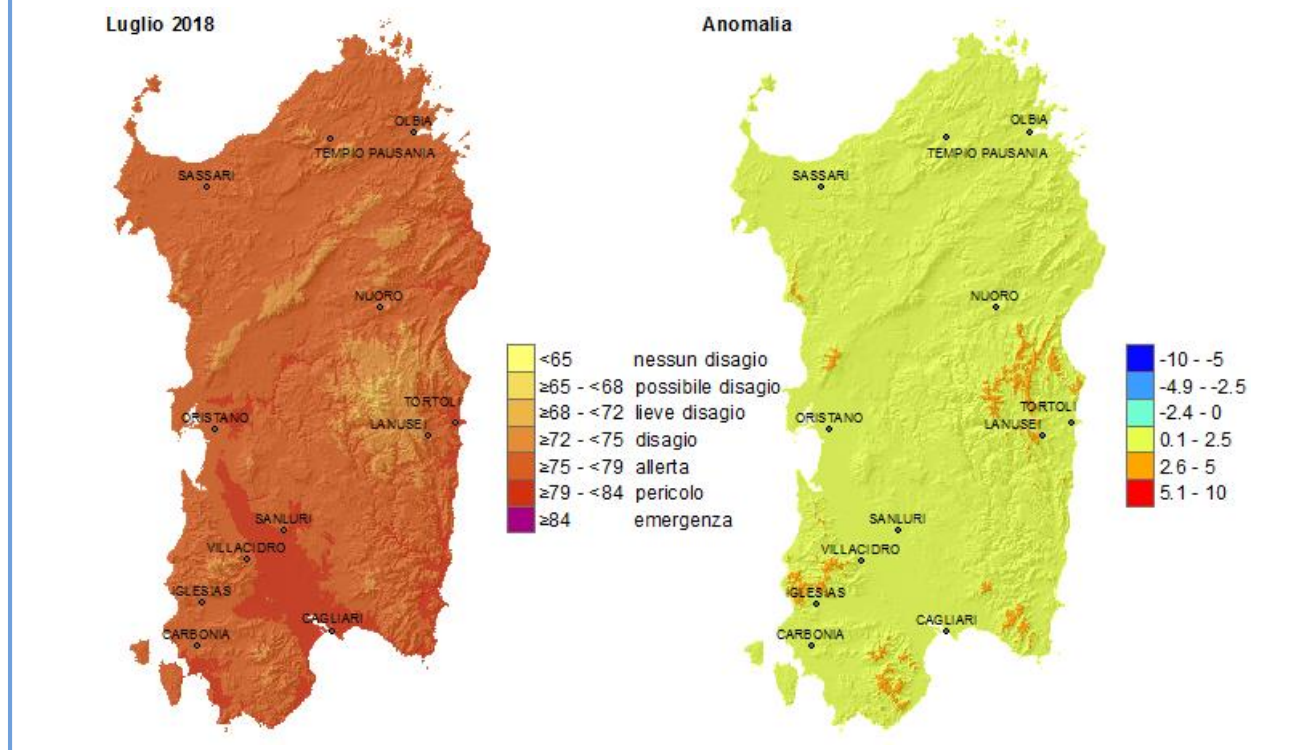 Luglio 2018
OLBIA
TEMPIO PAUSANIA
SASSARI
NUORO
TORTOLI
ORISTANO
LANUSEI
SANLURI
VILLACIDRO
IGLESIAS
CAGLIARI
CARBONIA
<65 nessun disagio
≥65 - <68 possibile disagio
≥68 - <72 lieve disagio
≥72 - <75 disagio
≥75 - <79 allerta
≥79 - <84 pericolo
≥84 emergenza
Anomalia
OLBIA
TEMPIO PAUSANIA
SASSARI
NUORO
TORTOLI
ORISTANO
LANUSEI
SANLURI
VILLACIDRO
IGLESIAS
CAGLIARI
CARBONIA
-10 - -5
-4.9 - -2.5
-2.4 - 0
0.1 - 2.5
2.6 - 5
5.1 - 10